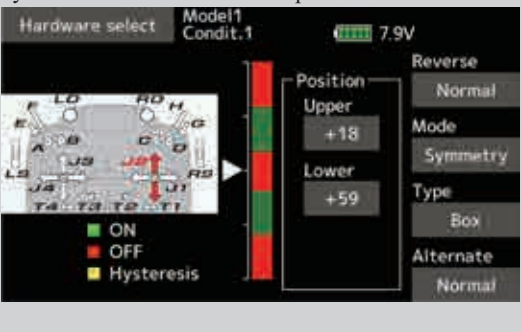 Hardware select
Model1
Condit.1
7.9V
Position
Upper
+18
Lower
+59
Reverse
Normal
Mode
Symmetry
Type
Box
Alternate
Normal
LD
RD
F
H
E
G
A
B
C
D
J3
J2
LS
RS
J4
J1
T4
T3
T2
T1
ON
OFF
Hysteresis